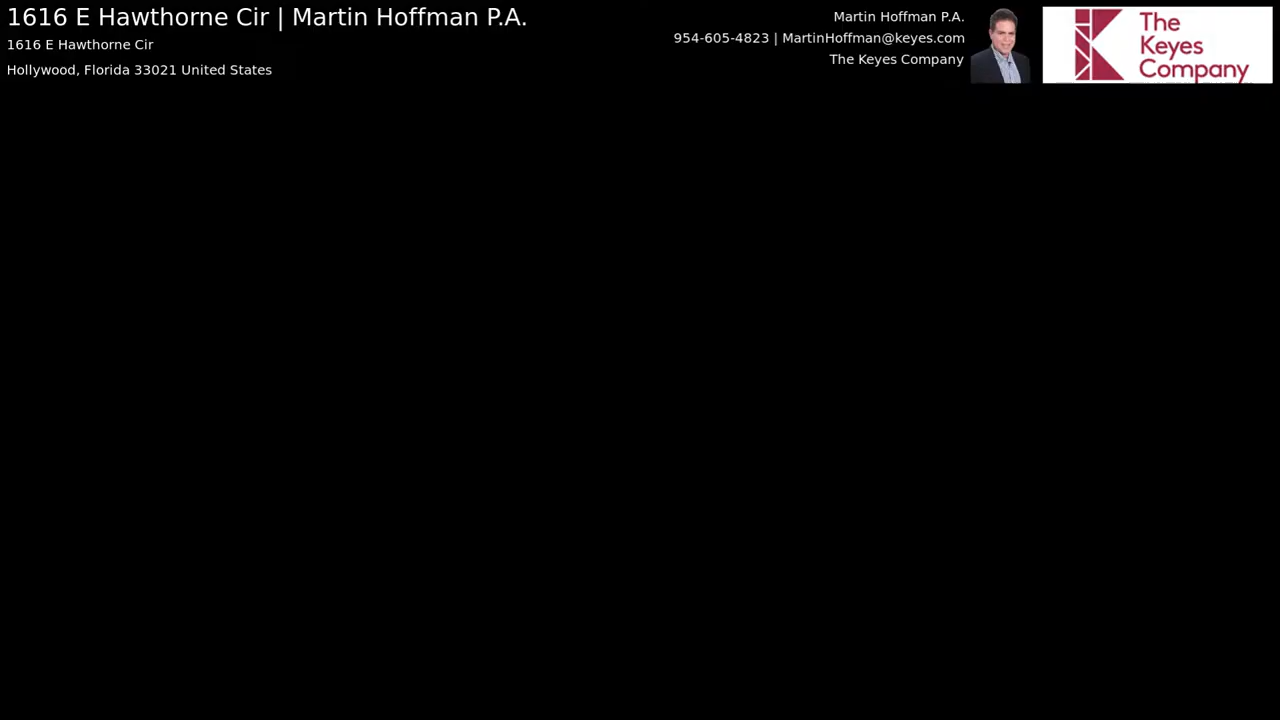 1616 E Hawthorne Cir | Martin Hoffman P.A.
1616 E Hawthorne Cir
Hollywood, Florida 33021 United States
Martin Hoffman P.A.
954-605-4823 | MartinHoffman@keyes.com
The Keyes Company
The
Keyes
Company